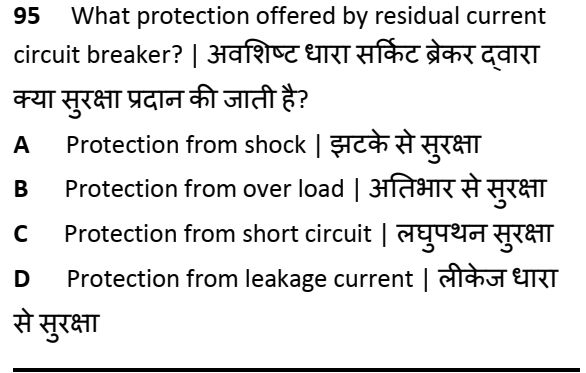 95 What protection offered by residual current
circuit breaker? | अवशिष्ट धारा सर्किट ब्रेकर द्वारा
क्या सुरक्षा प्रदान की जाती है?
A Protection from shock | झटके से सुरक्षा
B Protection from over load | अतिभार से सुरक्षा
C Protection from short circuit | लघुपथन सुरक्षा
D Protection from leakage current | लीकेज धारा
से सुरक्षा